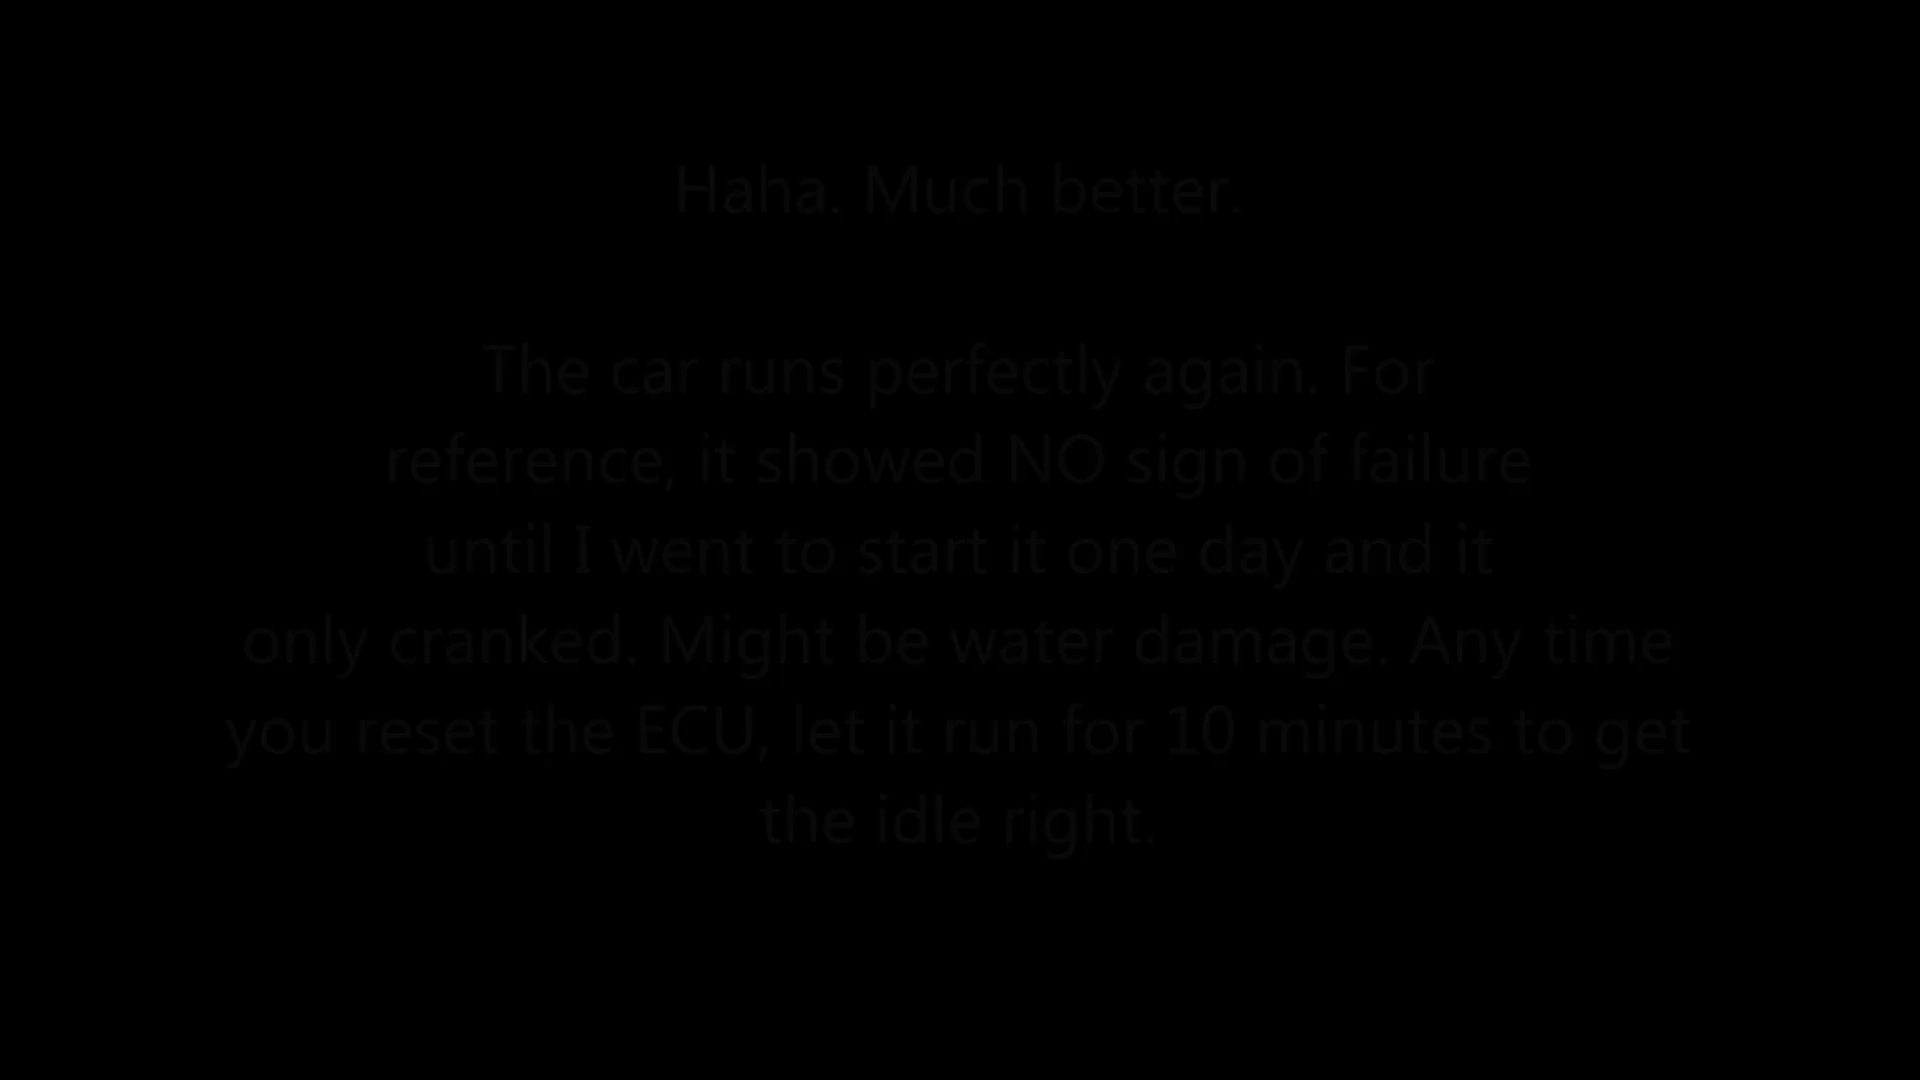 Haha. Much better.
The car runs perfectly again. For
reference, it showed NO sign of failure
until I went to start it one day and it
only cranked. Might be water damage. Any time
you reset the ECU, let it run for 10 minutes to get
the idle right.